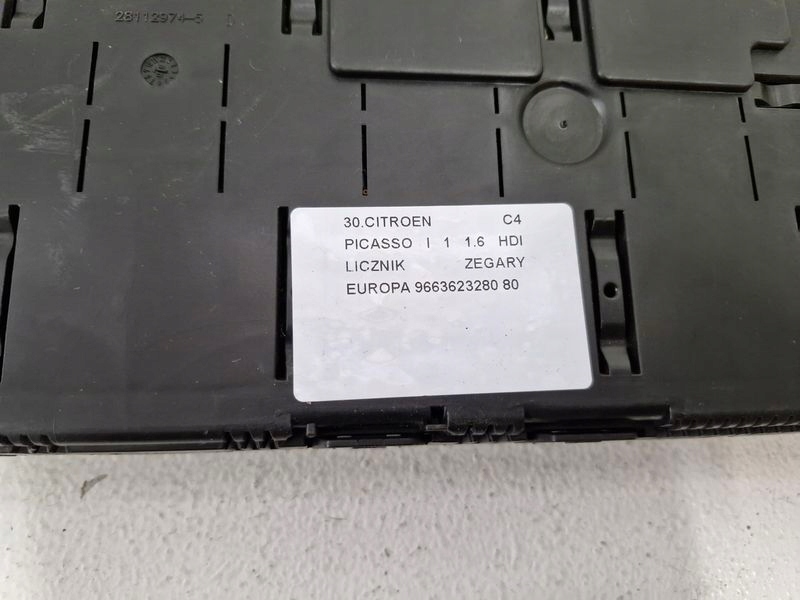 28112974-5 D
30.CITROEN C4
PICASSO I 1 1.6 HDI
LICZNIK ZEGARY
EUROPA 9663623280 80